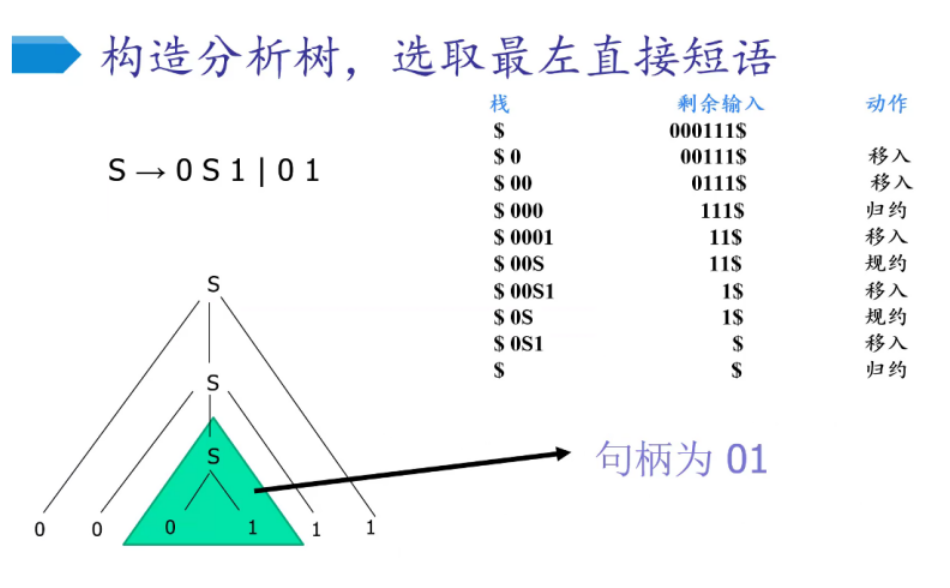 构造分析树，选取最左直接短语
S → 0 S 1 | 0 1
栈 剩余输入 动作
$ 000111$
$ 0 00111$ 移入
$ 00 0111$ 移入
$ 000 111$ 归约
$ 0001 11$ 移入
$ 00S 11$ 规约
$ 00S1 1$ 移入
$ 0S 1$ 规约
$ 0S1 $ 移入
$ $ 归约
S
S
S
0 0 0 1 1 1
句柄为 01